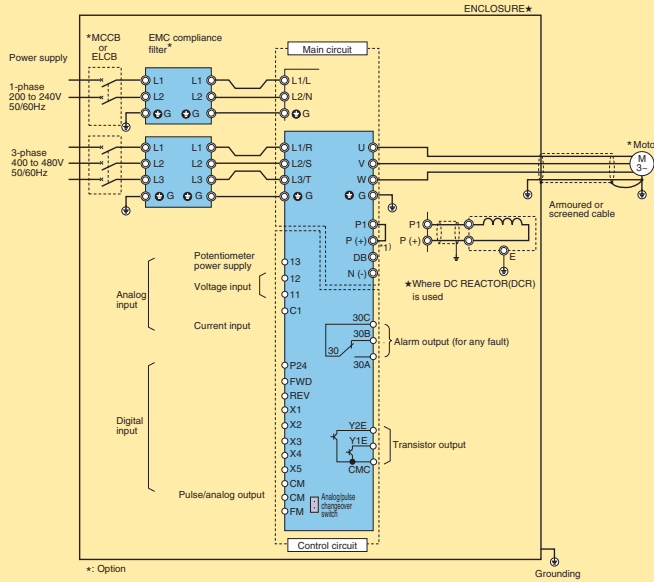 ENCLOSURE★
*MCCB
or
ELCB
EMC compliance
filter*
Main circuit
Power supply
1-phase
200 to 240V
50/60Hz
L1 L1
L2 L2
G G
L1/L
L2/N
G
3-phase
400 to 480V
50/60Hz
L1 L1
L2 L2
L3 L3
G G
L1/R
L2/S
L3/T
G
U
V
W
G
*Moto
M
3~
Armoured or
screened cable
P1
P (+)
*1)
DB
N (-)
P1
P (+)
E
★Where DC REACTOR(DCR)
is used
Analog
input
Potentiometer
power supply
Voltage input
Current input
13
12
11
C1
30C
30B
30
30A
Alarm output (for any fault)
Digital
input
P24
FWD
REV
X1
X2
X3
X4
X5
CM
CM
FM
Pulse/analog output
Analog/pulse
changeover
switch
Y2E
Y1E
CMC
Transistor output
Control circuit
*: Option
Grounding